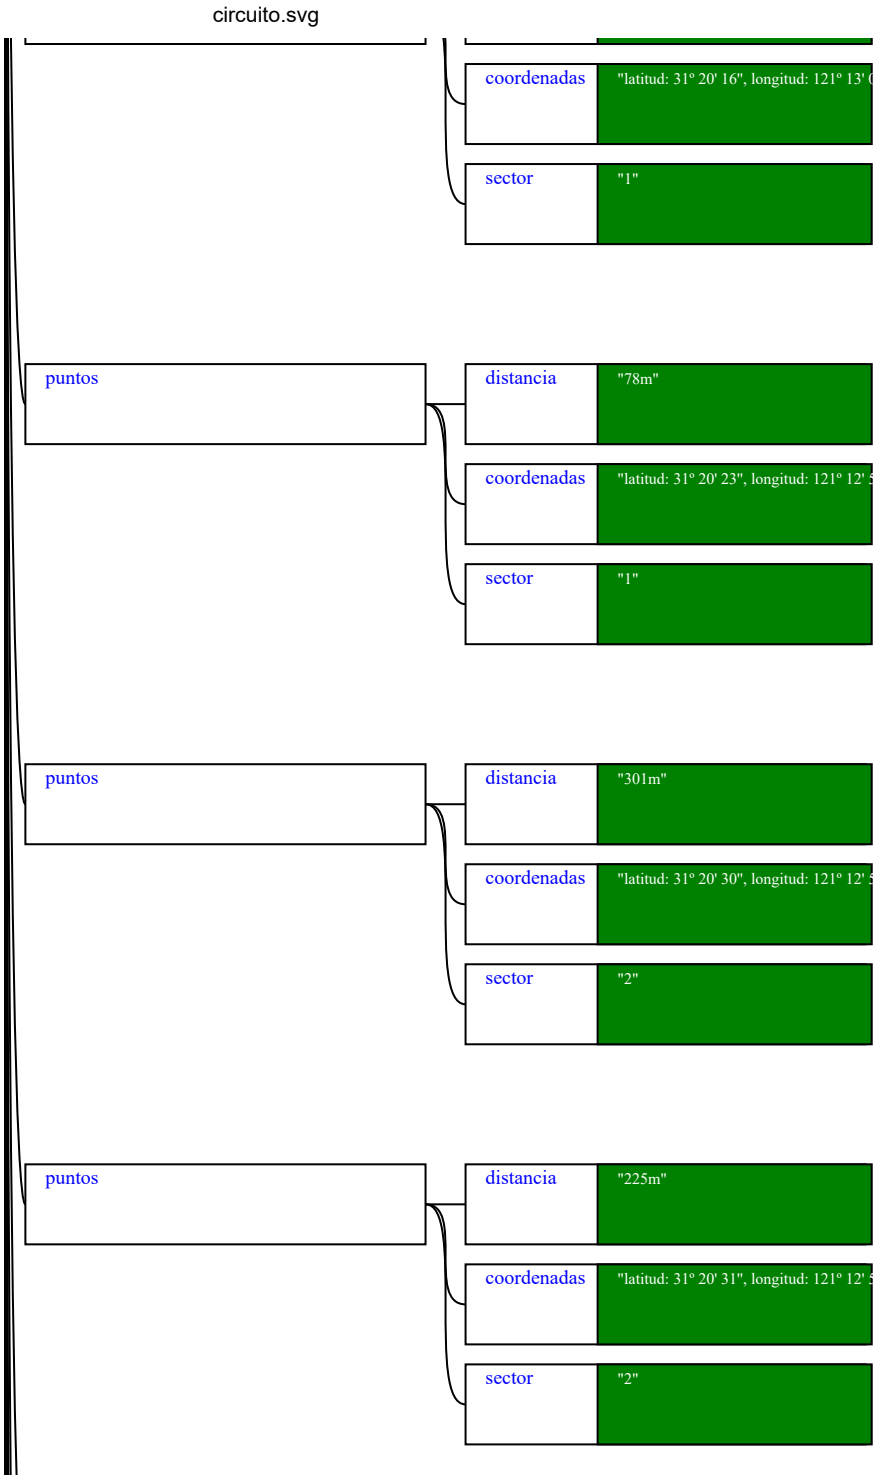 circuito.svg
coordenadas "latitud: 31º 20' 16", longitud: 121º 13'
sector "1"
puntos distancia "78m"
coordenadas "latitud: 31º 20' 23", longitud: 121º 12'
sector "1"
puntos distancia "301m"
coordenadas "latitud: 31º 20' 30", longitud: 121º 12'
sector "2"
puntos distancia "225m"
coordenadas "latitud: 31º 20' 31", longitud: 121º 12'
sector "2"